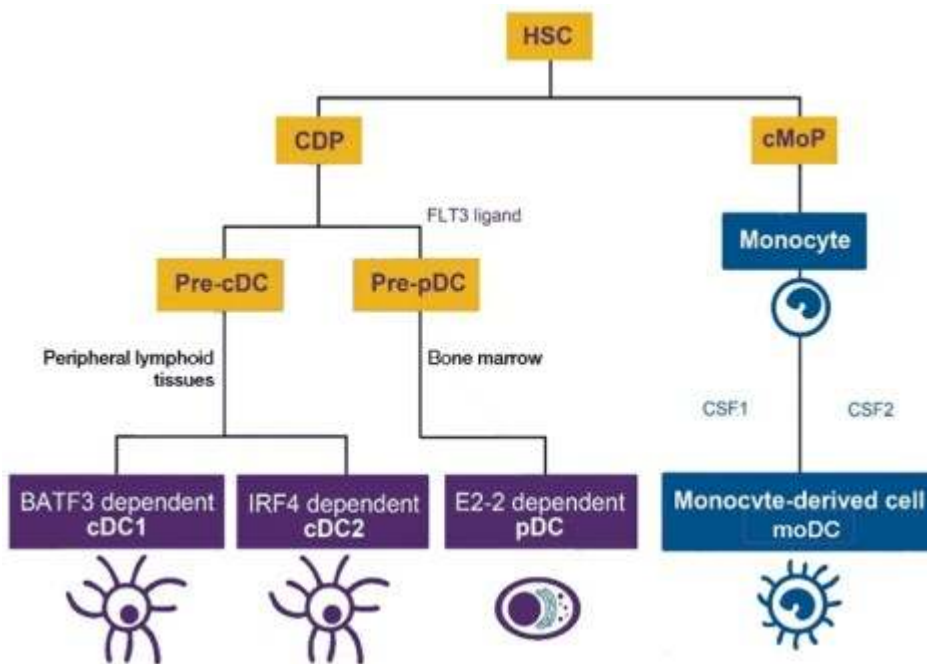 HSC
CDP
cMoP
FLT3 ligand
Monocyte
Pre-cDC
Pre-pDC
Peripheral lymphoid
tissues
Bone marrow
CSF1
CSF2
BATF3 dependent
cDC1
IRF4 dependent
cDC2
E2-2 dependent
pDC
Monocyte-derived cell
moDC